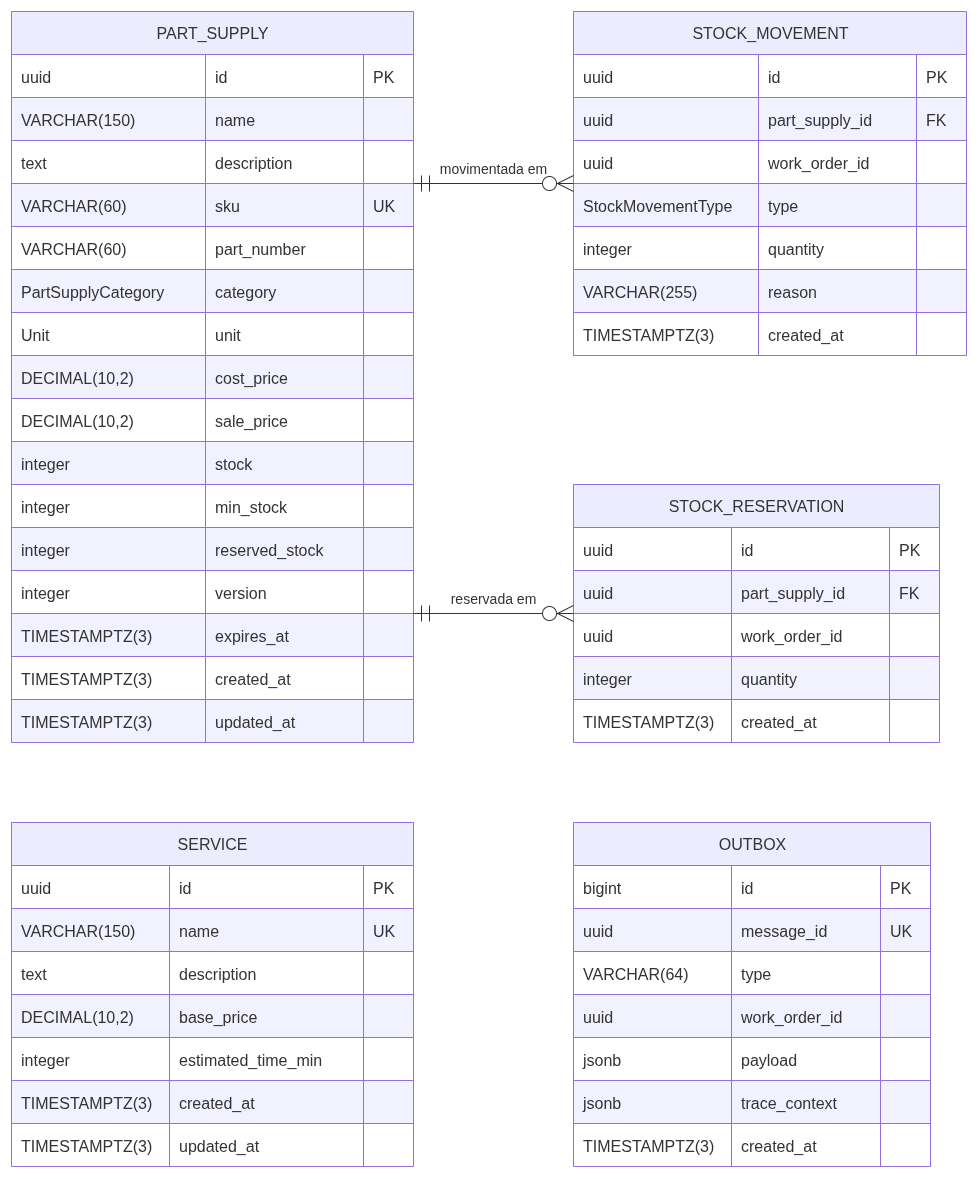 PART_SUPPLY
uuid id PK
VARCHAR(150) name
text description
VARCHAR(60) sku UK
VARCHAR(60) part_number
PartSupplyCategory category
Unit unit
DECIMAL(10,2) cost_price
DECIMAL(10,2) sale_price
integer stock
integer min_stock
integer reserved_stock
integer version
TIMESTAMPTZ(3) expires_at
TIMESTAMPTZ(3) created_at
TIMESTAMPTZ(3) updated_at
movimentada em
STOCK_MOVEMENT
uuid id PK
uuid part_supply_id FK
uuid work_order_id
StockMovementType type
integer quantity
VARCHAR(255) reason
TIMESTAMPTZ(3) created_at
reservada em
STOCK_RESERVATION
uuid id PK
uuid part_supply_id FK
uuid work_order_id
integer quantity
TIMESTAMPTZ(3) created_at
SERVICE
uuid id PK
VARCHAR(150) name UK
text description
DECIMAL(10,2) base_price
integer estimated_time_min
TIMESTAMPTZ(3) created_at
TIMESTAMPTZ(3) updated_at
OUTBOX
bigint id PK
uuid message_id UK
VARCHAR(64) type
uuid work_order_id
jsonb payload
jsonb trace_context
TIMESTAMPTZ(3) created_at